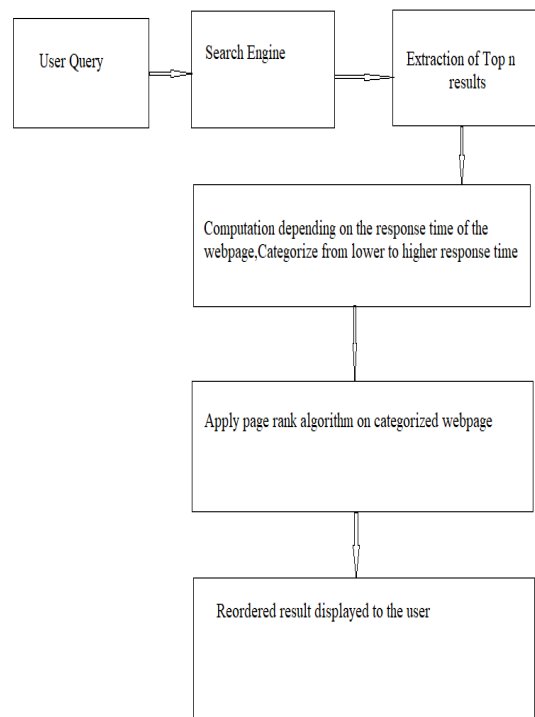 User Query
Search Engine
Extraction of Top n
results
Computation depending on the response time of the
webpage,Categorize from lower to higher response time
Apply page rank algorithm on categorized webpage
Reordered result displayed to the user